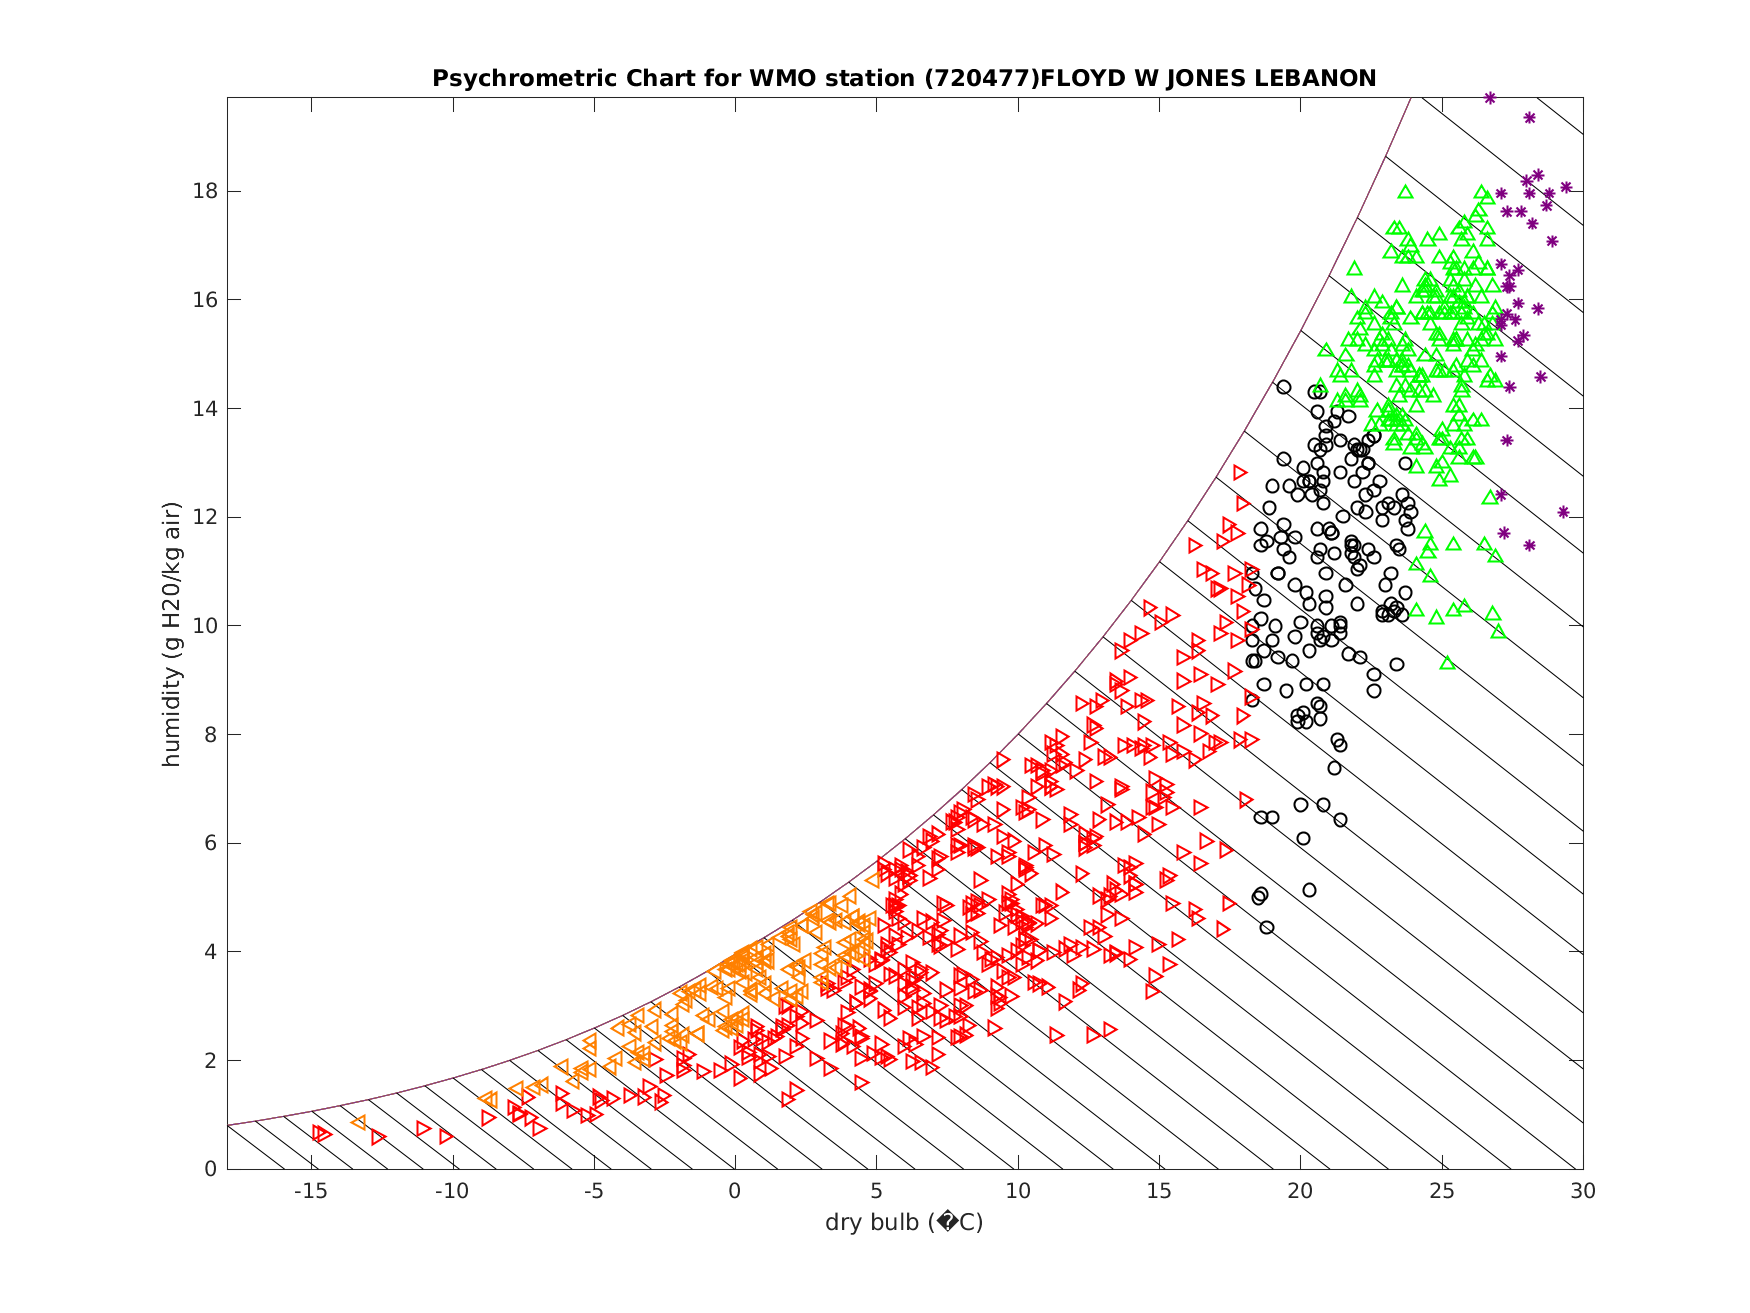 Psychrometric Chart for WMO station (720477)FLOYD W JONES LEBANON
humidity (g H20/kg air)
18
16
14
12
10
8
6
4
2
0
-15 -10 -5 0 5 10 15 20 25 30
dry bulb (�C)